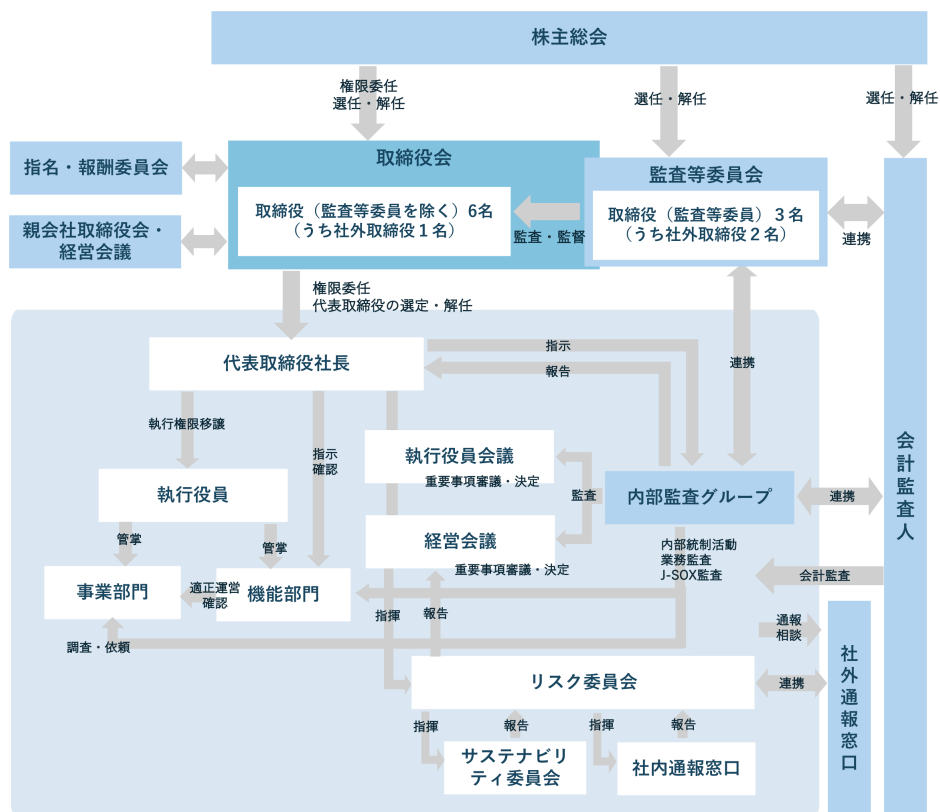 株主総会
権限委任
選任・解任
選任・解任
選任・解任
指名・報酬委員会
取締役会
取締役（監査等委員を除く）6名
（うち社外取締役１名）
監査・監督
監査等委員会
取締役（監査等委員）３名
（うち社外取締役２名）
連携
親会社取締役会・
経営会議
権限委任
代表取締役の選定・解任
代表取締役社長
指示
報告
連携
執行権限移譲
指示
確認
執行役員会議
重要事項審議・決定
監査
執行役員
内部監査グループ
連携
会計監査人
管掌
管掌
経営会議
重要事項審議・決定
内部統制活動
業務監査
J-SOX監査
会計監査
事業部門
適正運営
確認
機能部門
指揮
報告
通報
相談
調査・依頼
リスク委員会
連携
社外通報窓口
指揮
報告
指揮
報告
サステナビリ
ティ委員会
社内通報窓口